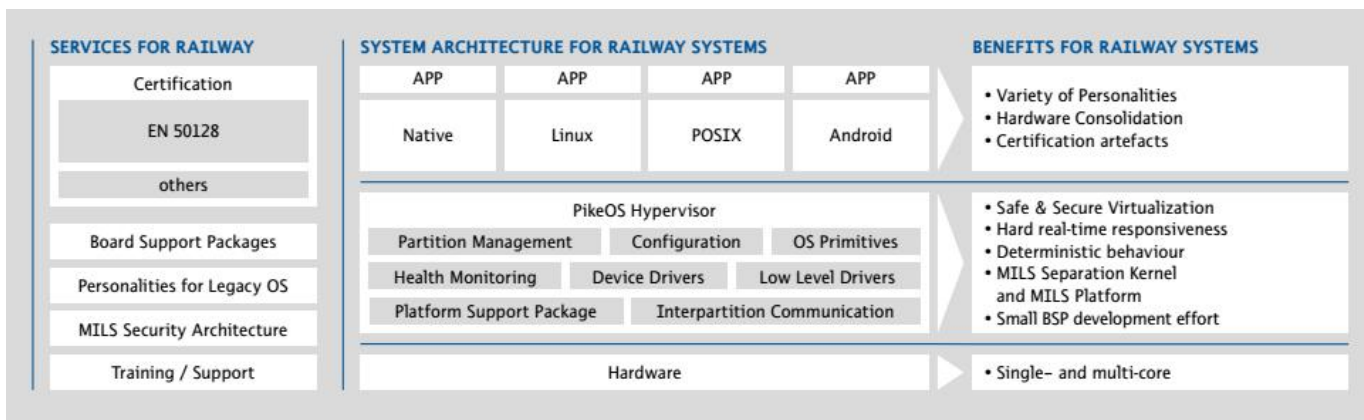 SERVICES FOR RAILWAY
Certification
EN 50128
others
Board Support Packages
Personalities for Legacy OS
MILS Security Architecture
Training / Support
SYSTEM ARCHITECTURE FOR RAILWAY SYSTEMS
APP APP APP APP
Native Linux POSIX Android
PikeOS Hypervisor
Partition Management Configuration OS Primitives
Health Monitoring Device Drivers Low Level Drivers
Platform Support Package Interpartition Communication
Hardware
BENEFITS FOR RAILWAY SYSTEMS
• Variety of Personalities
• Hardware Consolidation
• Certification artefacts
• Safe & Secure Virtualization
• Hard real-time responsiveness
• Deterministic behaviour
• MILS Separation Kernel
and MILS Platform
• Small BSP development effort
• Single– and multi-core